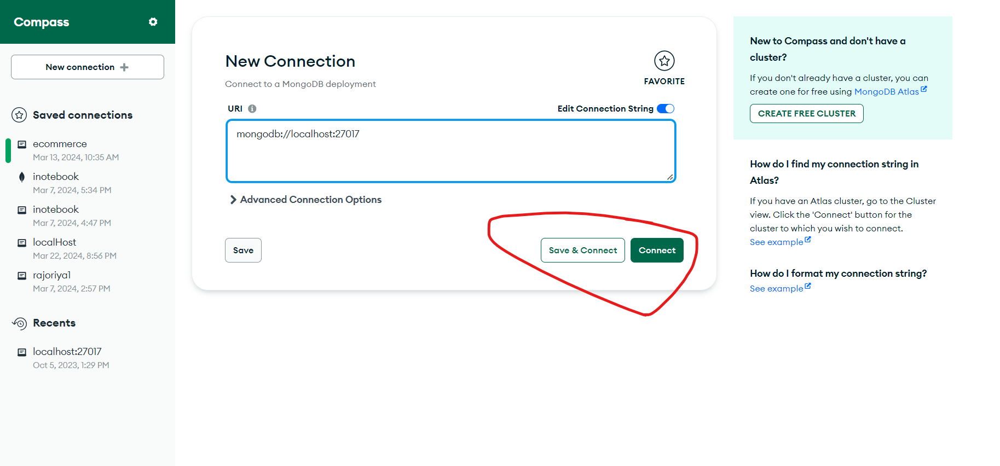 Compass
New connection
Saved connections
ecommerce
Mar 13, 2024, 10:35 AM
inotebook
Mar 7, 2024, 5:34 PM
inotebook
Mar 7, 2024, 4:47 PM
localHost
Mar 22, 2024, 8:56 PM
rajoriya1
Mar 7, 2024, 2:57 PM
Recents
localhost:27017
Oct 5, 2023, 1:29 PM
New Connection
Connect to a MongoDB deployment
FAVORITE
URI
Edit Connection String
mongodb://localhost:27017
Advanced Connection Options
Save
Save & Connect
Connect
New to Compass and don't have a
cluster?
If you don't already have a cluster, you can
create one for free using MongoDB Atlas
CREATE FREE CLUSTER
How do I find my connection string in
Atlas?
If you have an Atlas cluster, go to the Cluster
view. Click the 'Connect' button for the
cluster to which you wish to connect.
See example
How do I format my connection string?
See example